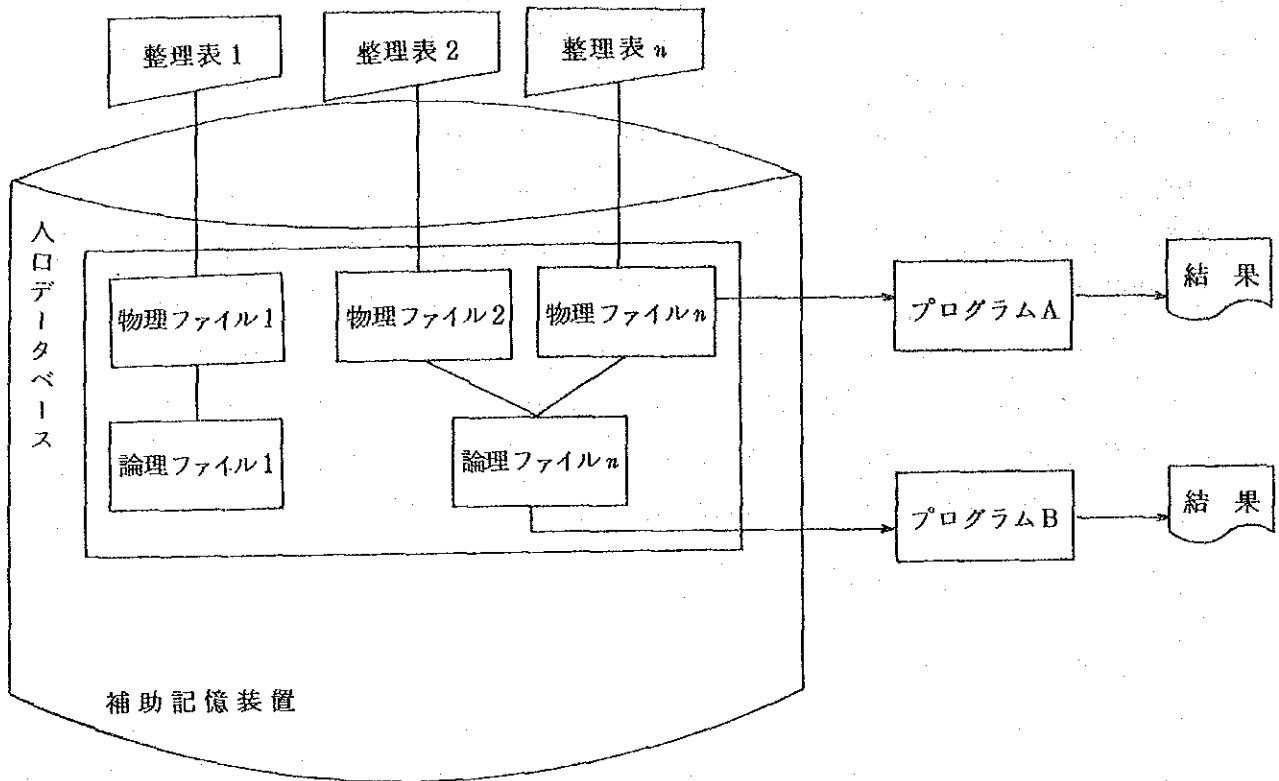 整理表1
整理表2
整理表n
人口データベース
物理ファイル1
物理ファイル2
物理ファイルn
プログラムA
結果
論理ファイル1
論理ファイルn
プログラムB
結果
補助記憶装置